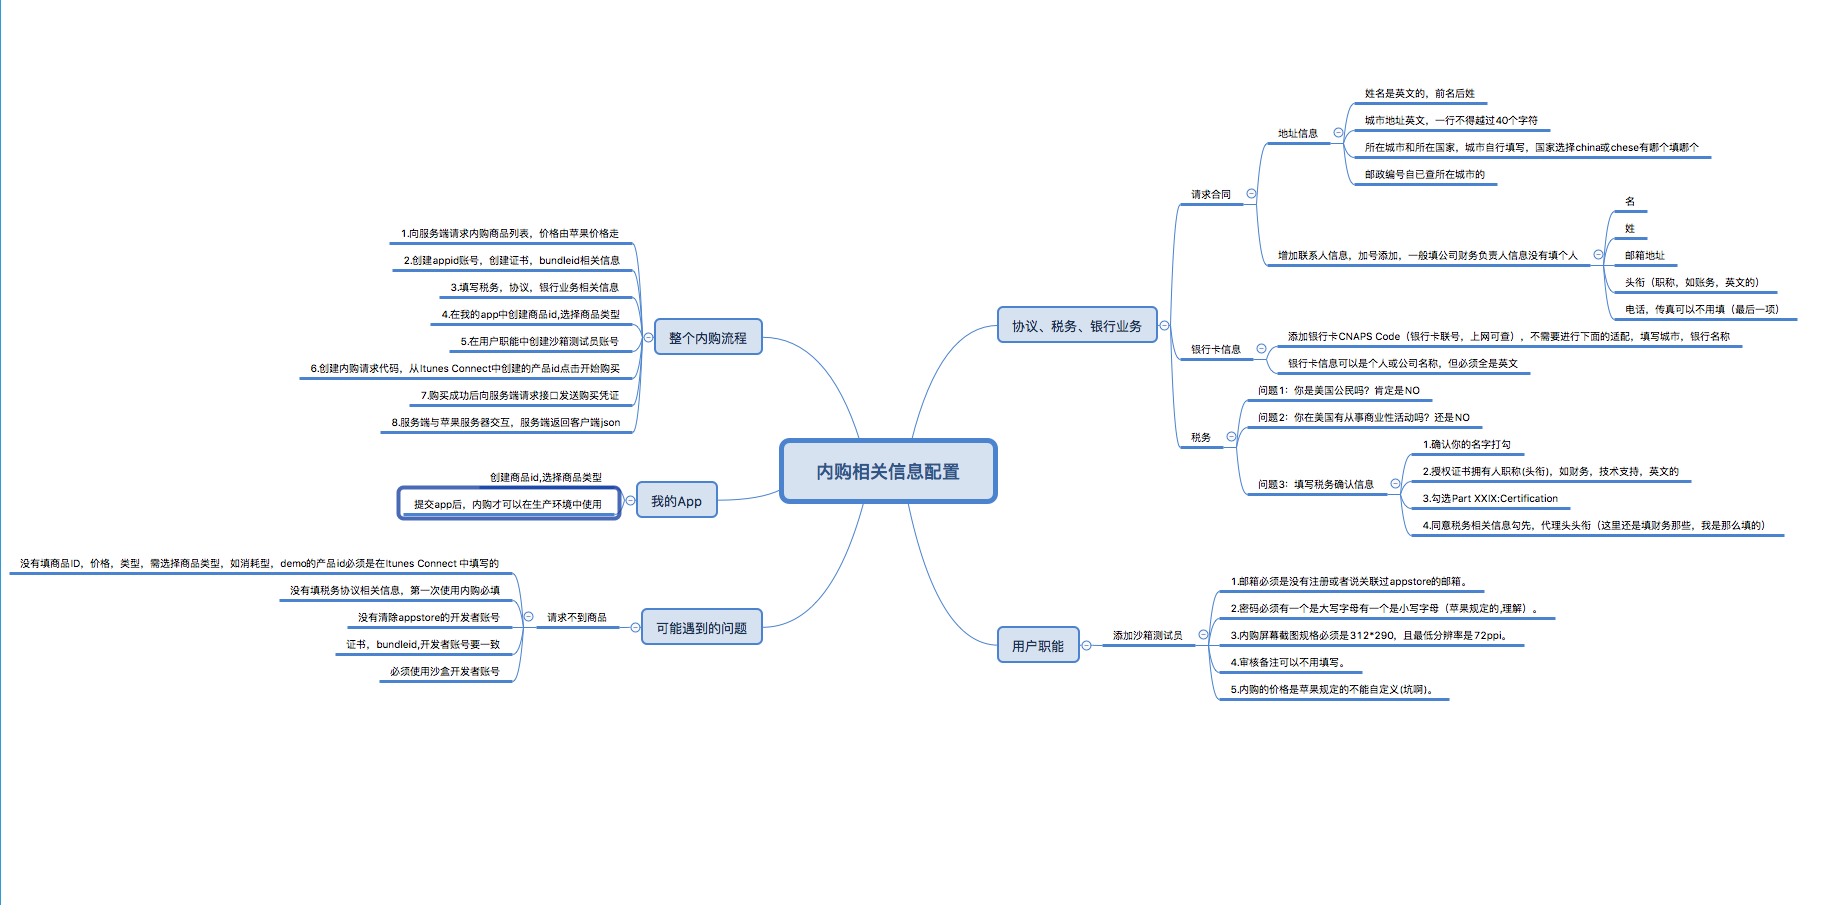 内购相关信息配置
协议、税务、银行业务
请求合同
地址信息
姓名是英文的，前名后姓
城市地址英文，一行不得越过40个字符
所在城市和所在国家，城市自行填写，国家选择china或chese有哪个填哪个
邮政编号自已查所在城市的
增加联系人信息，加号添加，一般填公司财务负责人信息没有填个人
名
姓
邮箱地址
头衔（职称，如账务，英文的）
电话，传真可以不用填（最后一项）
银行卡信息
添加银行卡CNAPS Code（银行卡联号，上网可查），不需要进行下面的适配，填写城市，银行名称
银行卡信息可以是个人或公司名称，但必须全是英文
税务
问题1：你是美国公民吗？肯定是NO
问题2：你在美国有从事商业性活动吗？还是NO
问题3：填写税务确认信息
1.确认你的名字打勾
2.授权证书拥有人职称(头衔)，如财务，技术支持，英文的
3.勾选Part XXIX:Certification
4.同意税务相关信息勾先，代理头头衔（这里还是填财务那些，我是那么填的）
用户职能
添加沙箱测试员
1.邮箱必须是没有注册或者说关联过appstore的邮箱。
2.密码必须有一个是大写字母有一个是小写字母（苹果规定的,理解）。
3.内购屏幕截图规格必须是312*290，且最低分辨率是72ppi。
4.审核备注可以不用填写。
5.内购的价格是苹果规定的不能自定义(坑啊)。
整个内购流程
1.向服务端请求内购商品列表，价格由苹果价格走
2.创建appid账号，创建证书，bundleid相关信息
3.填写税务，协议，银行业务相关信息
4.在我的app中创建商品id,选择商品类型
5.在用户职能中创建沙箱测试员账号
6.创建内购请求代码，从Itunes Connect中创建的产品id点击开始购买
7.购买成功后向服务端请求接口发送购买凭证
8.服务端与苹果服务器交互，服务端返回客户端json
我的App
创建商品id,选择商品类型
提交app后，内购才可以在生产环境中使用
可能遇到的问题
请求不到商品
没有填商品ID，价格，类型，需选择商品类型，如消耗型，demo的产品id必须是在Itunes Connect 中填写的
没有填税务协议相关信息，第一次使用内购必填
没有清除appstore的开发者账号
证书，bundleid,开发者账号要一致
必须使用沙盒开发者账号